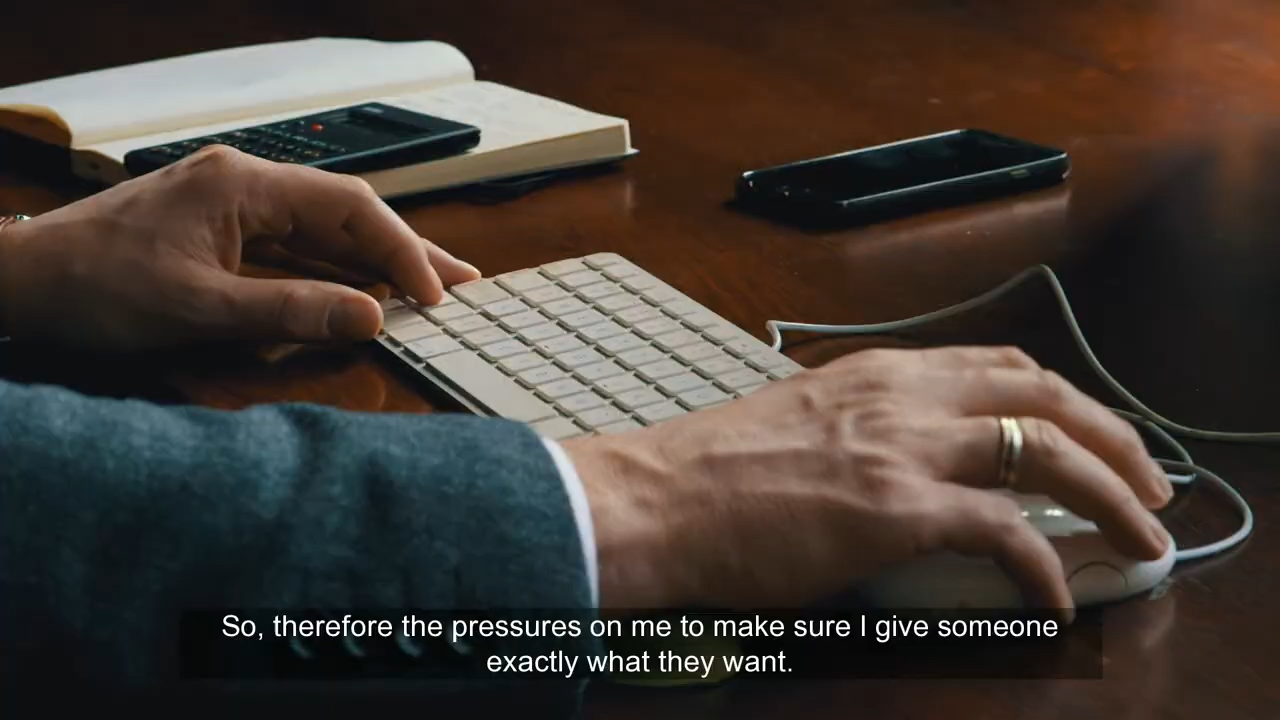 So, therefore the pressures on me to make sure I give someone
exactly what they want.